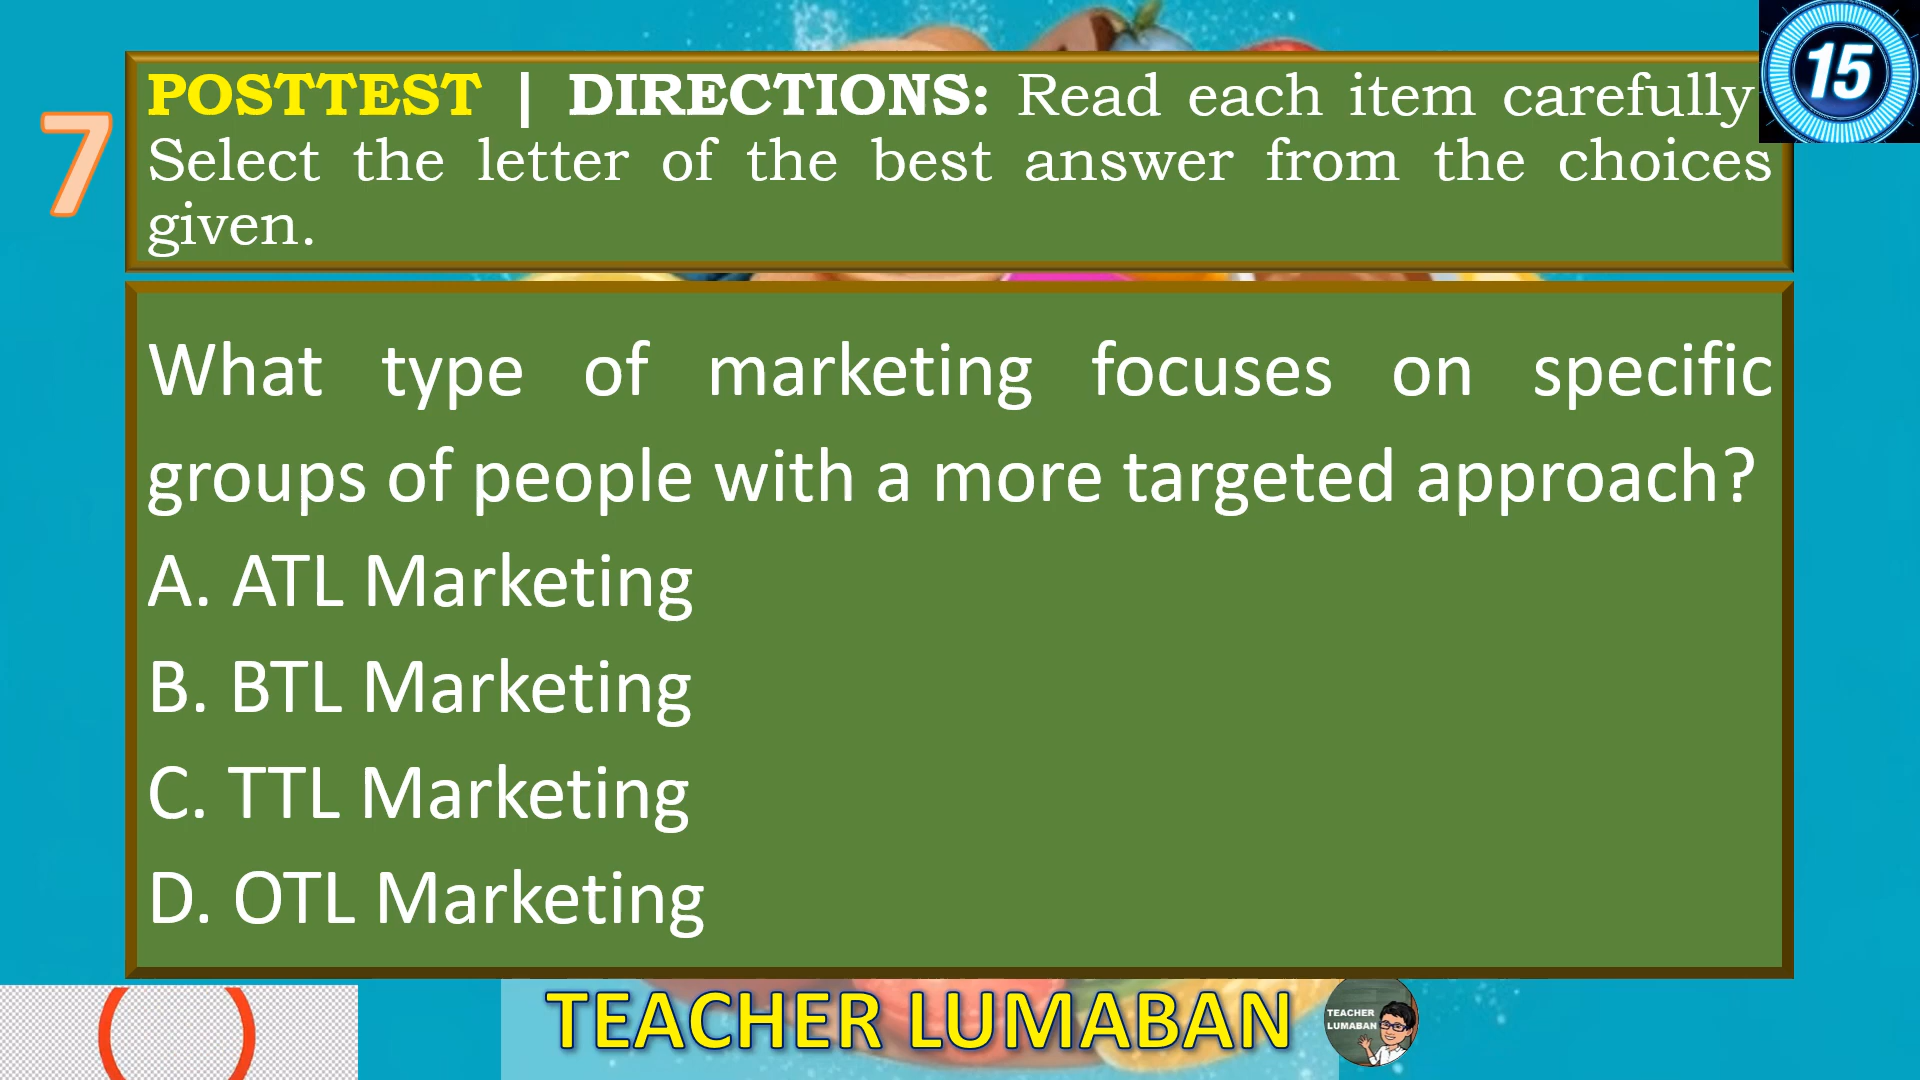 15
7
POSTTEST | DIRECTIONS: Read each item carefully
Select the letter of the best answer from the choices
given.
What type of marketing focuses on specific
groups of people with a more targeted approach?
A. ATL Marketing
B. BTL Marketing
C. TTL Marketing
D. OTL Marketing
TEACHER LUMABAN
TEACHER
LUMABAN